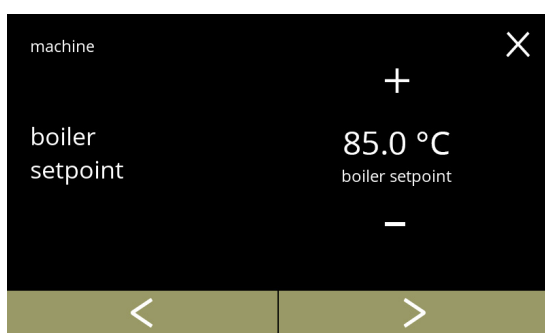 machine
boiler
setpoint
85.0 °C
boiler setpoint